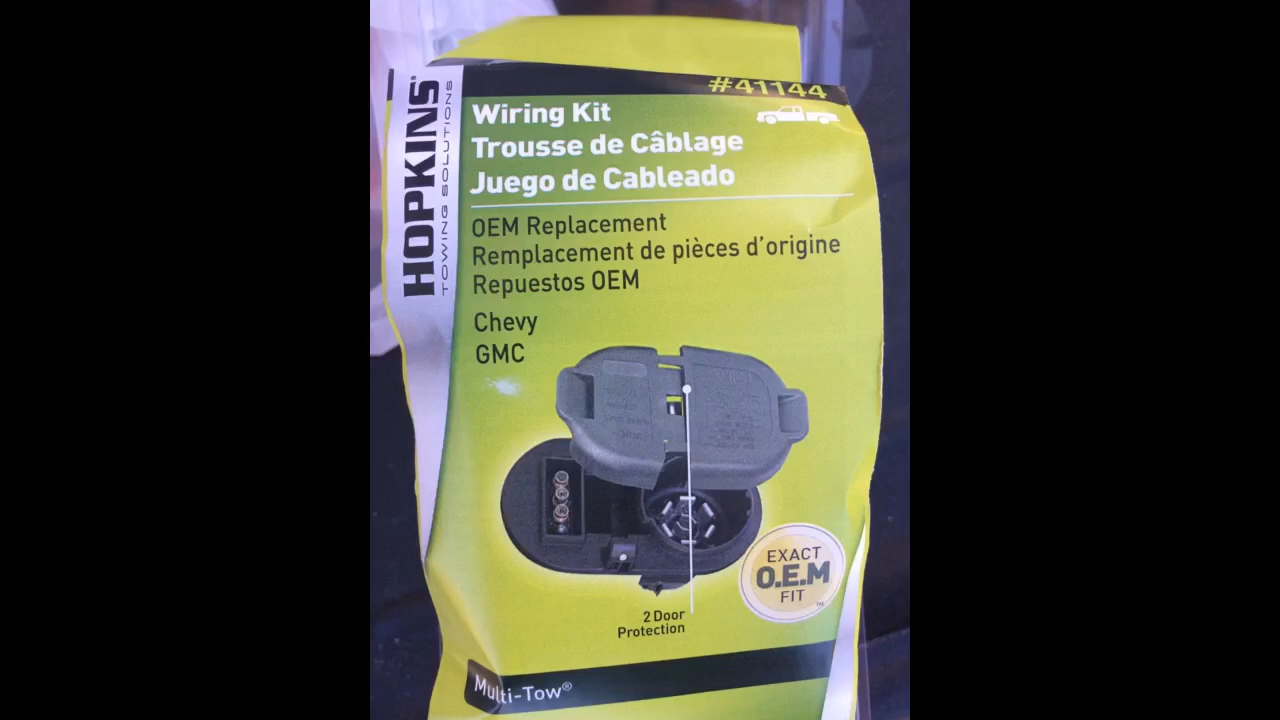 #41144
HOPKINS®
TOWING SOLUTIONS
Wiring Kit
Trousse de Câblage
Juego de Cableado
OEM Replacement
Remplacement de pièces d'origine
Repuestos OEM
Chevy
GMC
EXACT
O.E.M
FIT
™
2 Door
Protection
Multi-Tow®